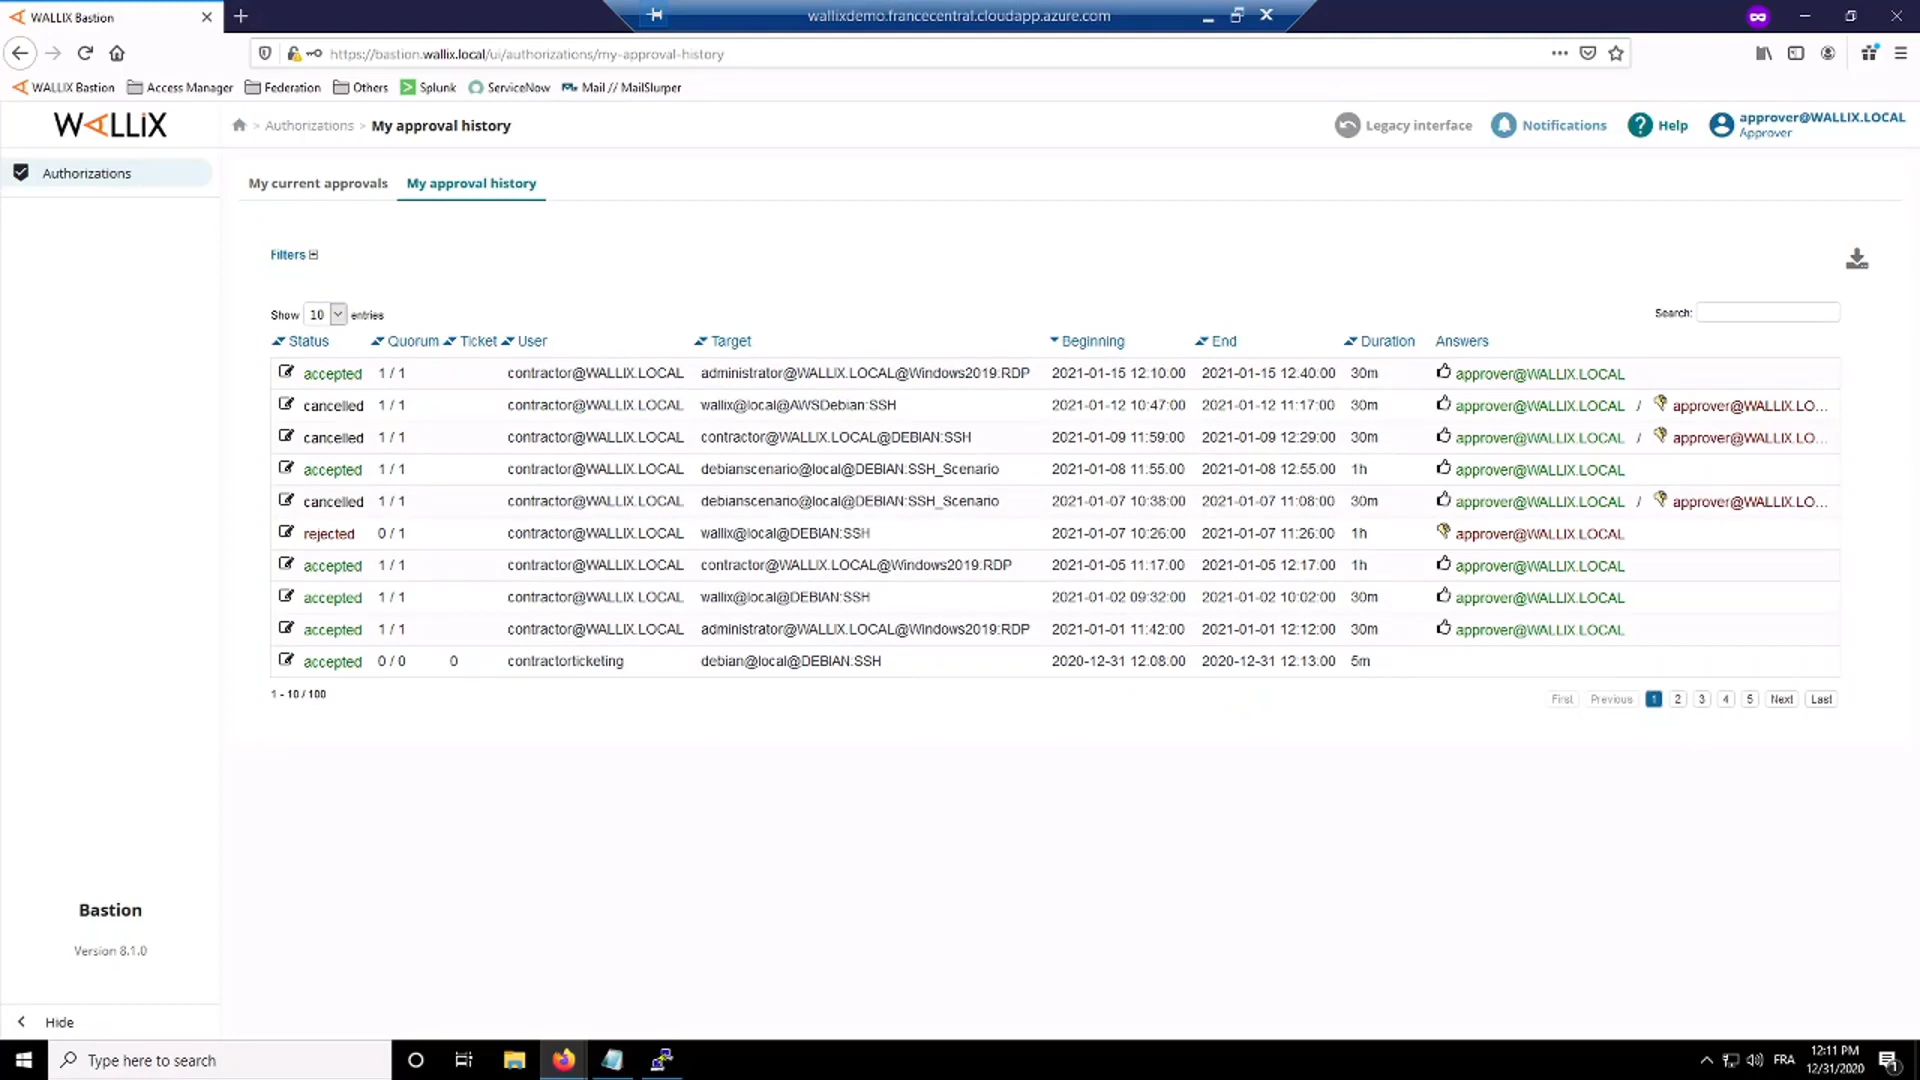 WALLIX Bastion
wallixdemo.francecentral.cloudapp.azure.com
https://bastion.wallix.local/ui/authorizations/my-approval-history
WALLIX Bastion Access Manager Federation Others Splunk ServiceNow Mail // MailSlurper
WALLIX
> Authorizations > My approval history
Legacy interface Notifications Help approver@WALLIX.LOCAL
Approver
Authorizations
My current approvals My approval history
Filters
Show 10 entries
Search:
Status Quorum Ticket User Target Beginning End Duration Answers
accepted 1 / 1 contractor@WALLIX.LOCAL administrator@WALLIX.LOCAL@Windows2019:RDP 2021-01-15 12:10:00 2021-01-15 12:40:00 30m approver@WALLIX.LOCAL
cancelled 1 / 1 contractor@WALLIX.LOCAL wallix@local@AWSDebian:SSH 2021-01-12 10:47:00 2021-01-12 11:17:00 30m approver@WALLIX.LOCAL / approver@WALLIX.LO...
cancelled 1 / 1 contractor@WALLIX.LOCAL contractor@WALLIX.LOCAL@DEBIAN:SSH 2021-01-09 11:59:00 2021-01-09 12:29:00 30m approver@WALLIX.LOCAL / approver@WALLIX.LO...
accepted 1 / 1 contractor@WALLIX.LOCAL debianscenario@local@DEBIAN:SSH_Scenario 2021-01-08 11:55:00 2021-01-08 12:55:00 1h approver@WALLIX.LOCAL
cancelled 1 / 1 contractor@WALLIX.LOCAL debianscenario@local@DEBIAN:SSH_Scenario 2021-01-07 10:38:00 2021-01-07 11:08:00 30m approver@WALLIX.LOCAL / approver@WALLIX.LO...
rejected 0 / 1 contractor@WALLIX.LOCAL wallix@local@DEBIAN:SSH 2021-01-07 10:26:00 2021-01-07 11:26:00 1h approver@WALLIX.LOCAL
accepted 1 / 1 contractor@WALLIX.LOCAL contractor@WALLIX.LOCAL@Windows2019:RDP 2021-01-05 11:17:00 2021-01-05 12:17:00 1h approver@WALLIX.LOCAL
accepted 1 / 1 contractor@WALLIX.LOCAL wallix@local@DEBIAN:SSH 2021-01-02 09:32:00 2021-01-02 10:02:00 30m approver@WALLIX.LOCAL
accepted 1 / 1 contractor@WALLIX.LOCAL administrator@WALLIX.LOCAL@Windows2019:RDP 2021-01-01 11:42:00 2021-01-01 12:12:00 30m approver@WALLIX.LOCAL
accepted 0 / 0 0 contractorticketing debian@local@DEBIAN:SSH 2020-12-31 12:08:00 2020-12-31 12:13:00 5m
1 - 10 / 100
First Previous 1 2 3 4 5 Next Last
Bastion
Version 8.1.0
Hide
Type here to search
FRA
12:11 PM
12/31/2020
1